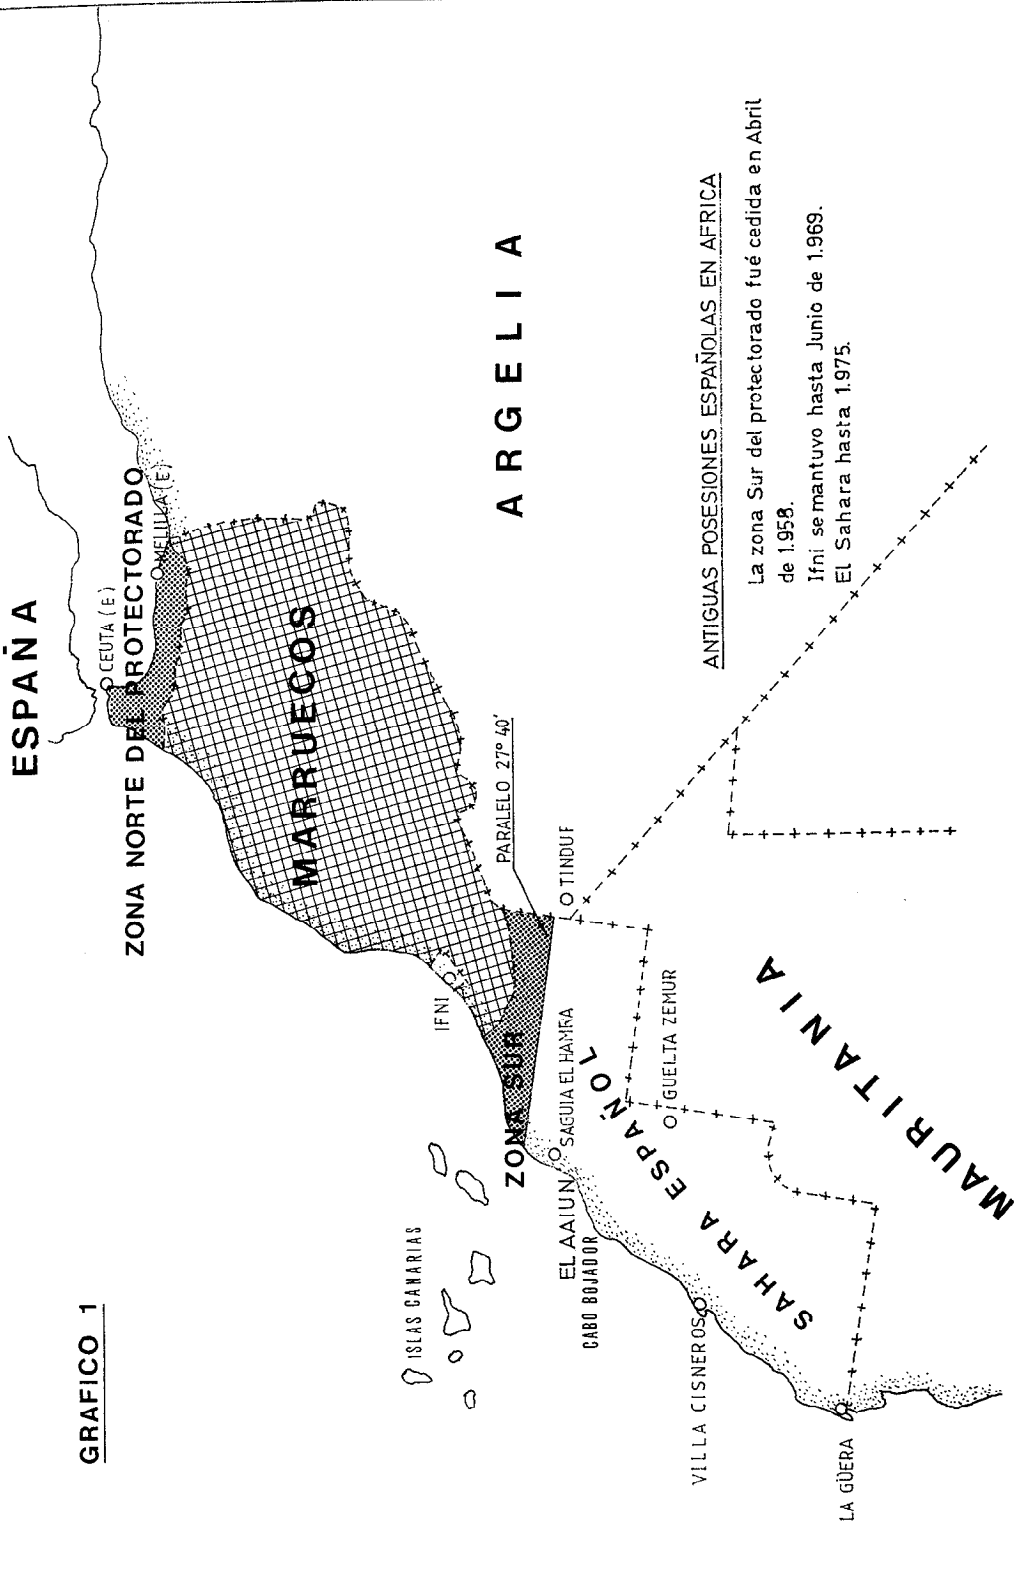 GRAFICO 1
ESPAÑA
CEUTA (E)
ZONA NORTE DEL PROTECTORADO
MELILLA (E)
MARRUECOS
ARGELIA
IFNI
PARALELO 27º 40'
TINDUF
ZONA SUR
ISLAS CANARIAS
EL AAIUN
SAGUIA EL HAMRA
CABO BOJADOR
SAHARA ESPAÑOL
GUELTA ZEMUR
VILLA CISNEROS
MAURITANIA
LA GÜERA
ANTIGUAS POSESIONES ESPAÑOLAS EN AFRICA
La zona Sur del protectorado fué cedida en Abril
de 1.958.
Ifni se mantuvo hasta Junio de 1.969.
El Sahara hasta 1.975.